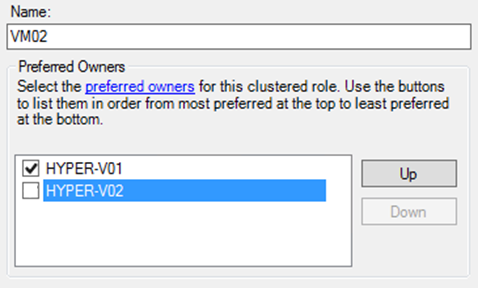 Name:
VM02
Preferred Owners
Select the preferred owners for this clustered role. Use the buttons
to list them in order from most preferred at the top to least preferred
at the bottom.
HYPER-V01
Up
HYPER-V02
Down